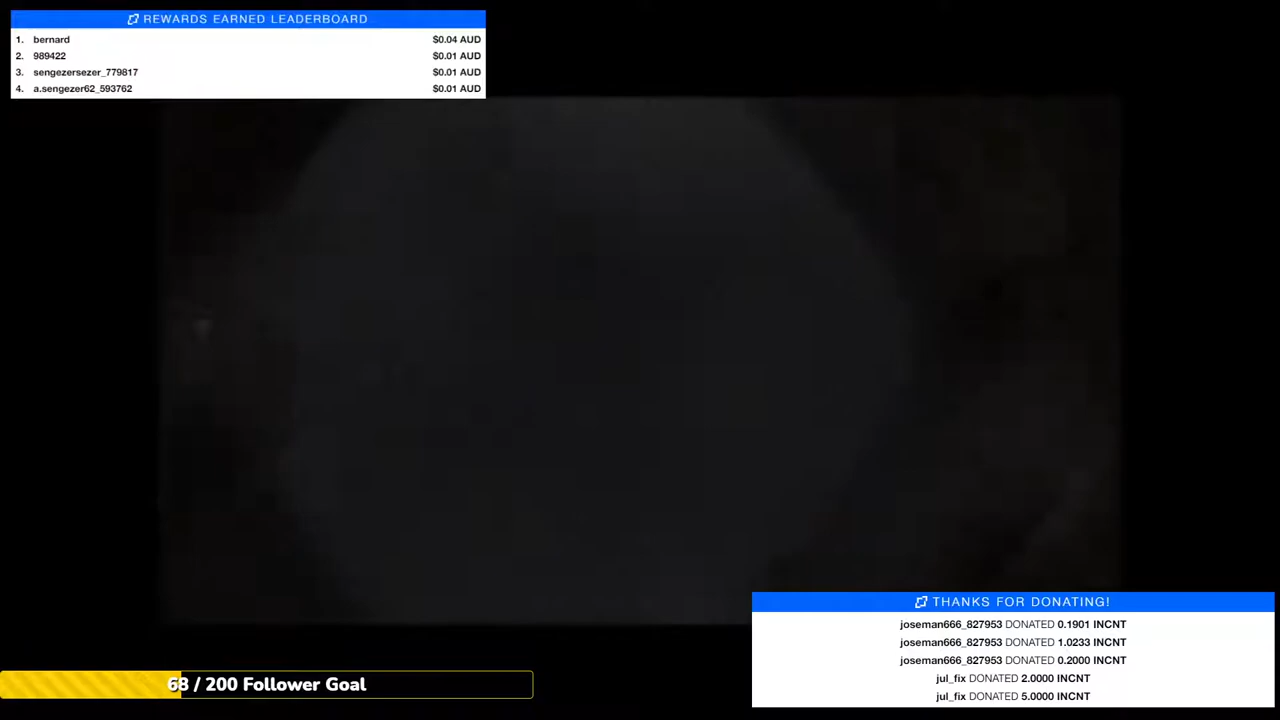 REWARDS EARNED LEADERBOARD
1. bernard $0.04 AUD
2. 989422 $0.01 AUD
3. sengezersezer_779817 $0.01 AUD
4. a.sengezer62_593762 $0.01 AUD
THANKS FOR DONATING!
joseman666_827953 DONATED 0.1901 INCNT
joseman666_827953 DONATED 1.0233 INCNT
joseman666_827953 DONATED 0.2000 INCNT
jul_fix DONATED 2.0000 INCNT
jul_fix DONATED 5.0000 INCNT
68 / 200 Follower Goal